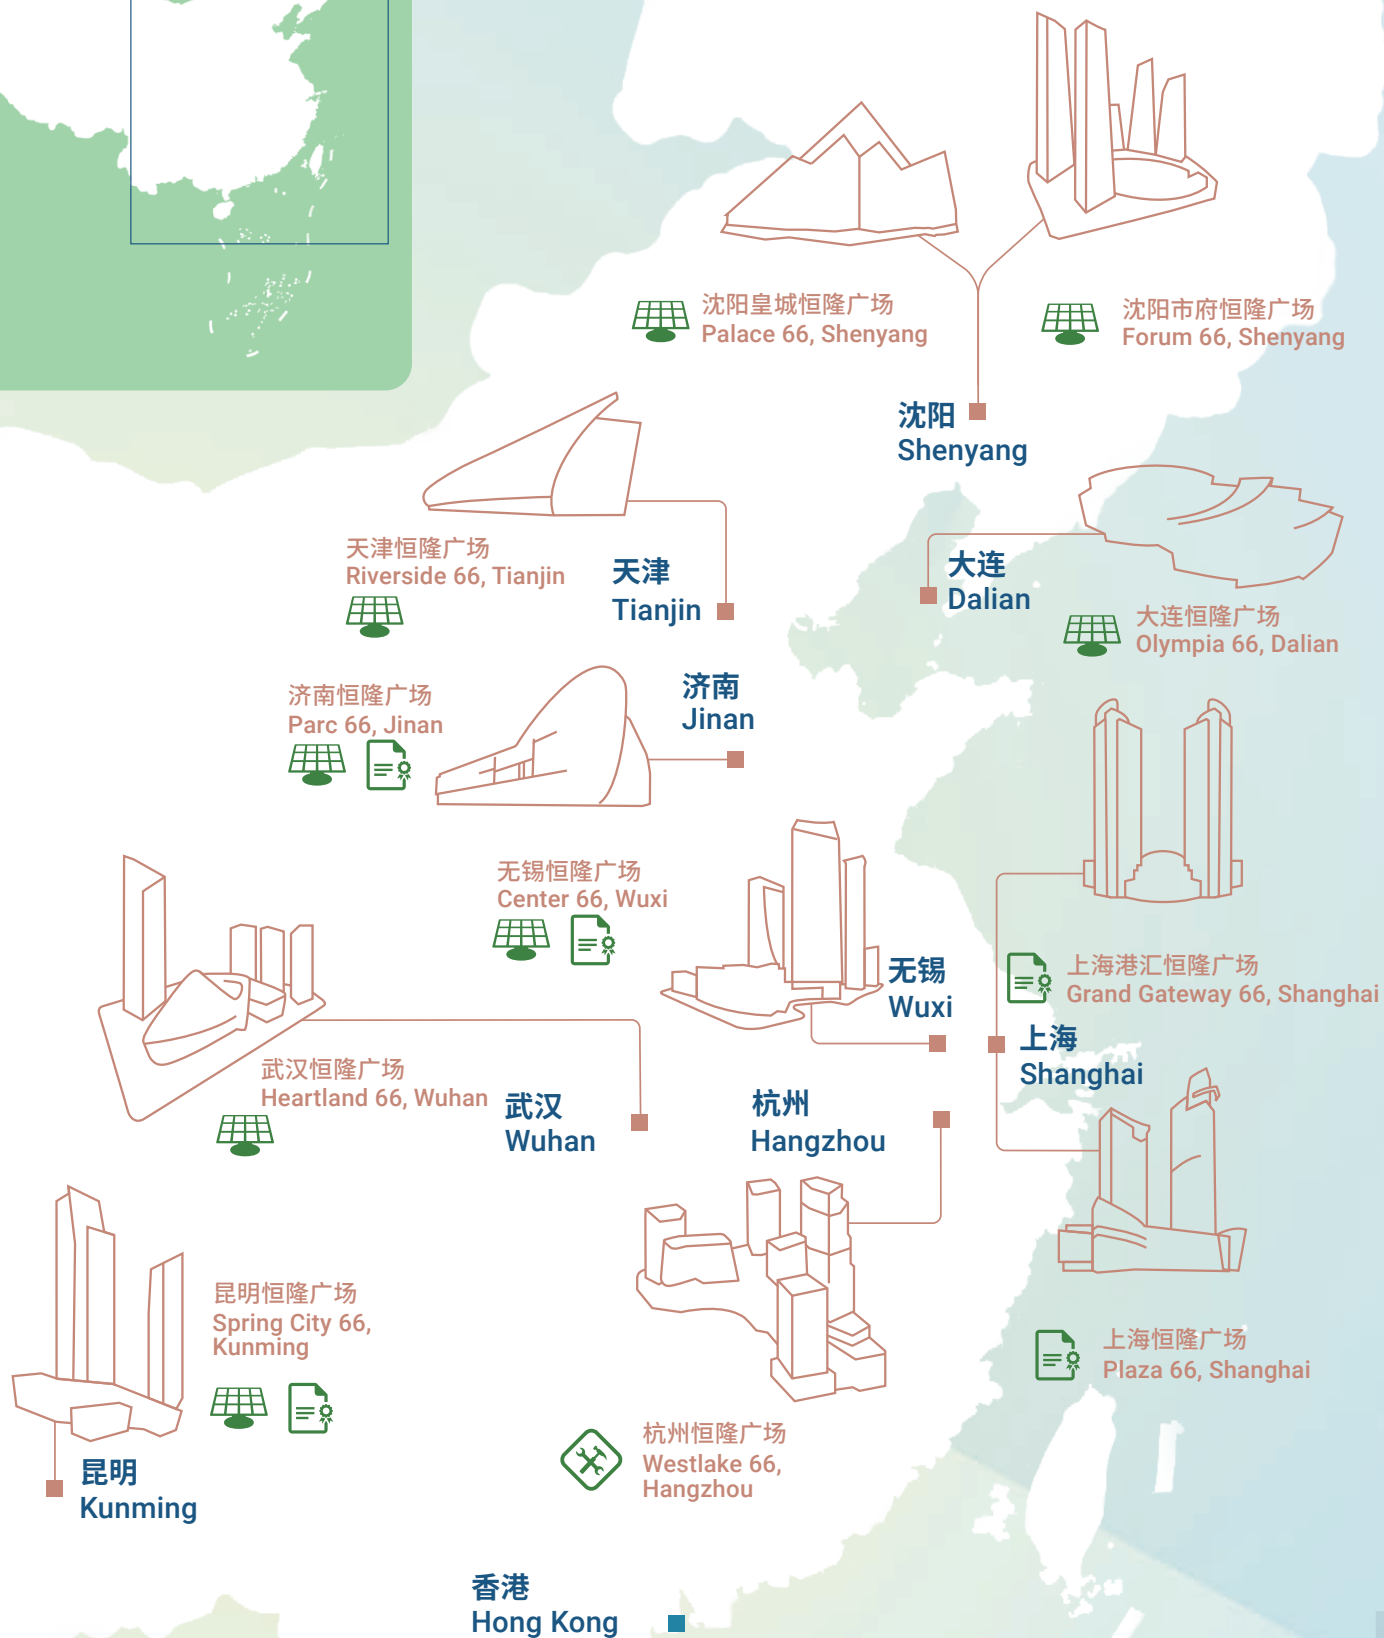 沈阳皇城恒隆广场
Palace 66, Shenyang
沈阳市府恒隆广场
Forum 66, Shenyang
沈阳
Shenyang
天津恒隆广场
Riverside 66, Tianjin
天津
Tianjin
大连
Dalian
大连恒隆广场
Olympia 66, Dalian
济南恒隆广场
Parc 66, Jinan
济南
Jinan
无锡恒隆广场
Center 66, Wuxi
无锡
Wuxi
上海港汇恒隆广场
Grand Gateway 66, Shanghai
上海
Shanghai
武汉恒隆广场
Heartland 66, Wuhan
武汉
Wuhan
杭州
Hangzhou
昆明恒隆广场
Spring City 66,
Kunming
上海恒隆广场
Plaza 66, Shanghai
杭州恒隆广场
Westlake 66,
Hangzhou
昆明
Kunming
香港
Hong Kong